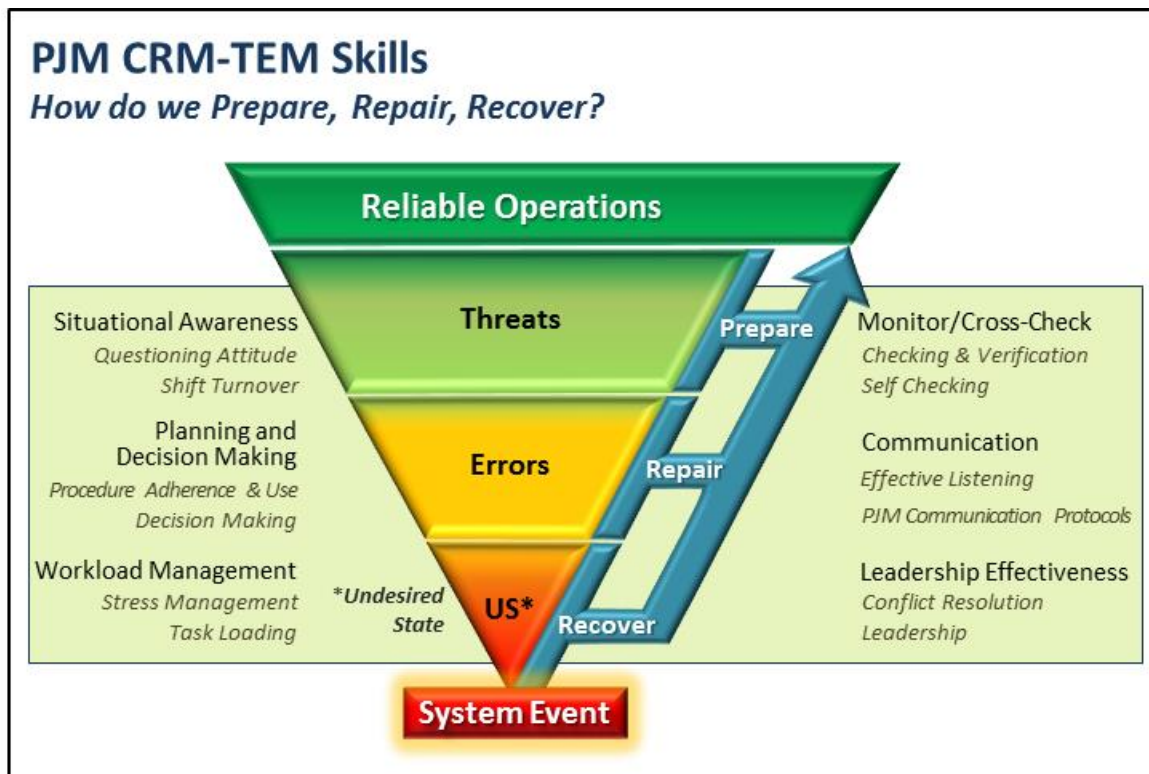 PJM CRM-TEM Skills
How do we Prepare, Repair, Recover?
Reliable Operations
Situational Awareness
Questioning Attitude
Shift Turnover
Planning and
Decision Making
Procedure Adherence & Use
Decision Making
Workload Management
Stress Management
Task Loading
Threats
Errors
*Undesired
State
US*
Prepare
Repair
Recover
Monitor/Cross-Check
Checking & Verification
Self Checking
Communication
Effective Listening
PJM Communication Protocols
Leadership Effectiveness
Conflict Resolution
Leadership
System Event